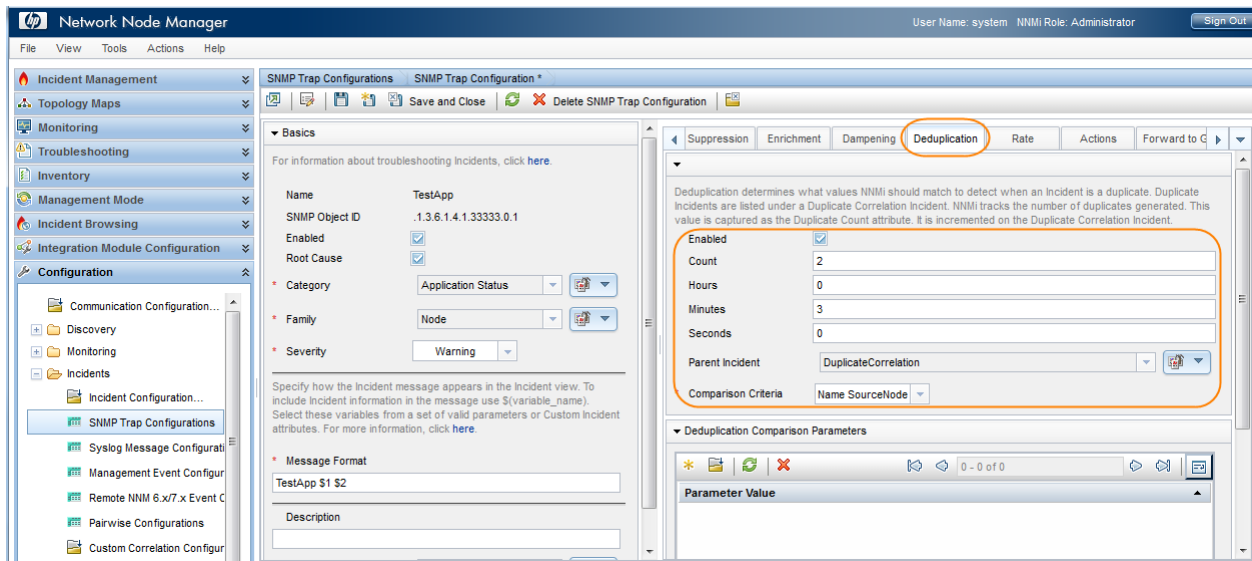 hp Network Node Manager
User Name: system NNMi Role: Administrator
Sign Out
File View Tools Actions Help
Incident Management
Topology Maps
Monitoring
Troubleshooting
Inventory
Management Mode
Incident Browsing
Integration Module Configuration
Configuration
Communication Configuration...
Discovery
Monitoring
Incidents
Incident Configuration...
SNMP Trap Configurations
Syslog Message Configurati
Management Event Configur
Remote NNM 6.x/7.x Event C
Pairwise Configurations
Custom Correlation Configur
SNMP Trap Configurations SNMP Trap Configuration *
Save and Close Delete SNMP Trap Configuration
Basics
For information about troubleshooting Incidents, click here.
Name TestApp
SNMP Object ID .1.3.6.1.4.1.33333.0.1
Enabled
Root Cause
* Category Application Status
* Family Node
* Severity Warning
Specify how the Incident message appears in the Incident view. To
include Incident information in the message use $(variable_name).
Select these variables from a set of valid parameters or Custom Incident
attributes. For more information, click here.
* Message Format
TestApp $1 $2
Description
Suppression Enrichment Dampening Deduplication Rate Actions Forward to G
Deduplication determines what values NNMi should match to detect when an Incident is a duplicate. Duplicate
Incidents are listed under a Duplicate Correlation Incident. NNMi tracks the number of duplicates generated. This
value is captured as the Duplicate Count attribute. It is incremented on the Duplicate Correlation Incident.
Enabled
Count 2
Hours 0
Minutes 3
Seconds 0
Parent Incident DuplicateCorrelation
* Comparison Criteria Name SourceNode
Deduplication Comparison Parameters
0 - 0 of 0
Parameter Value